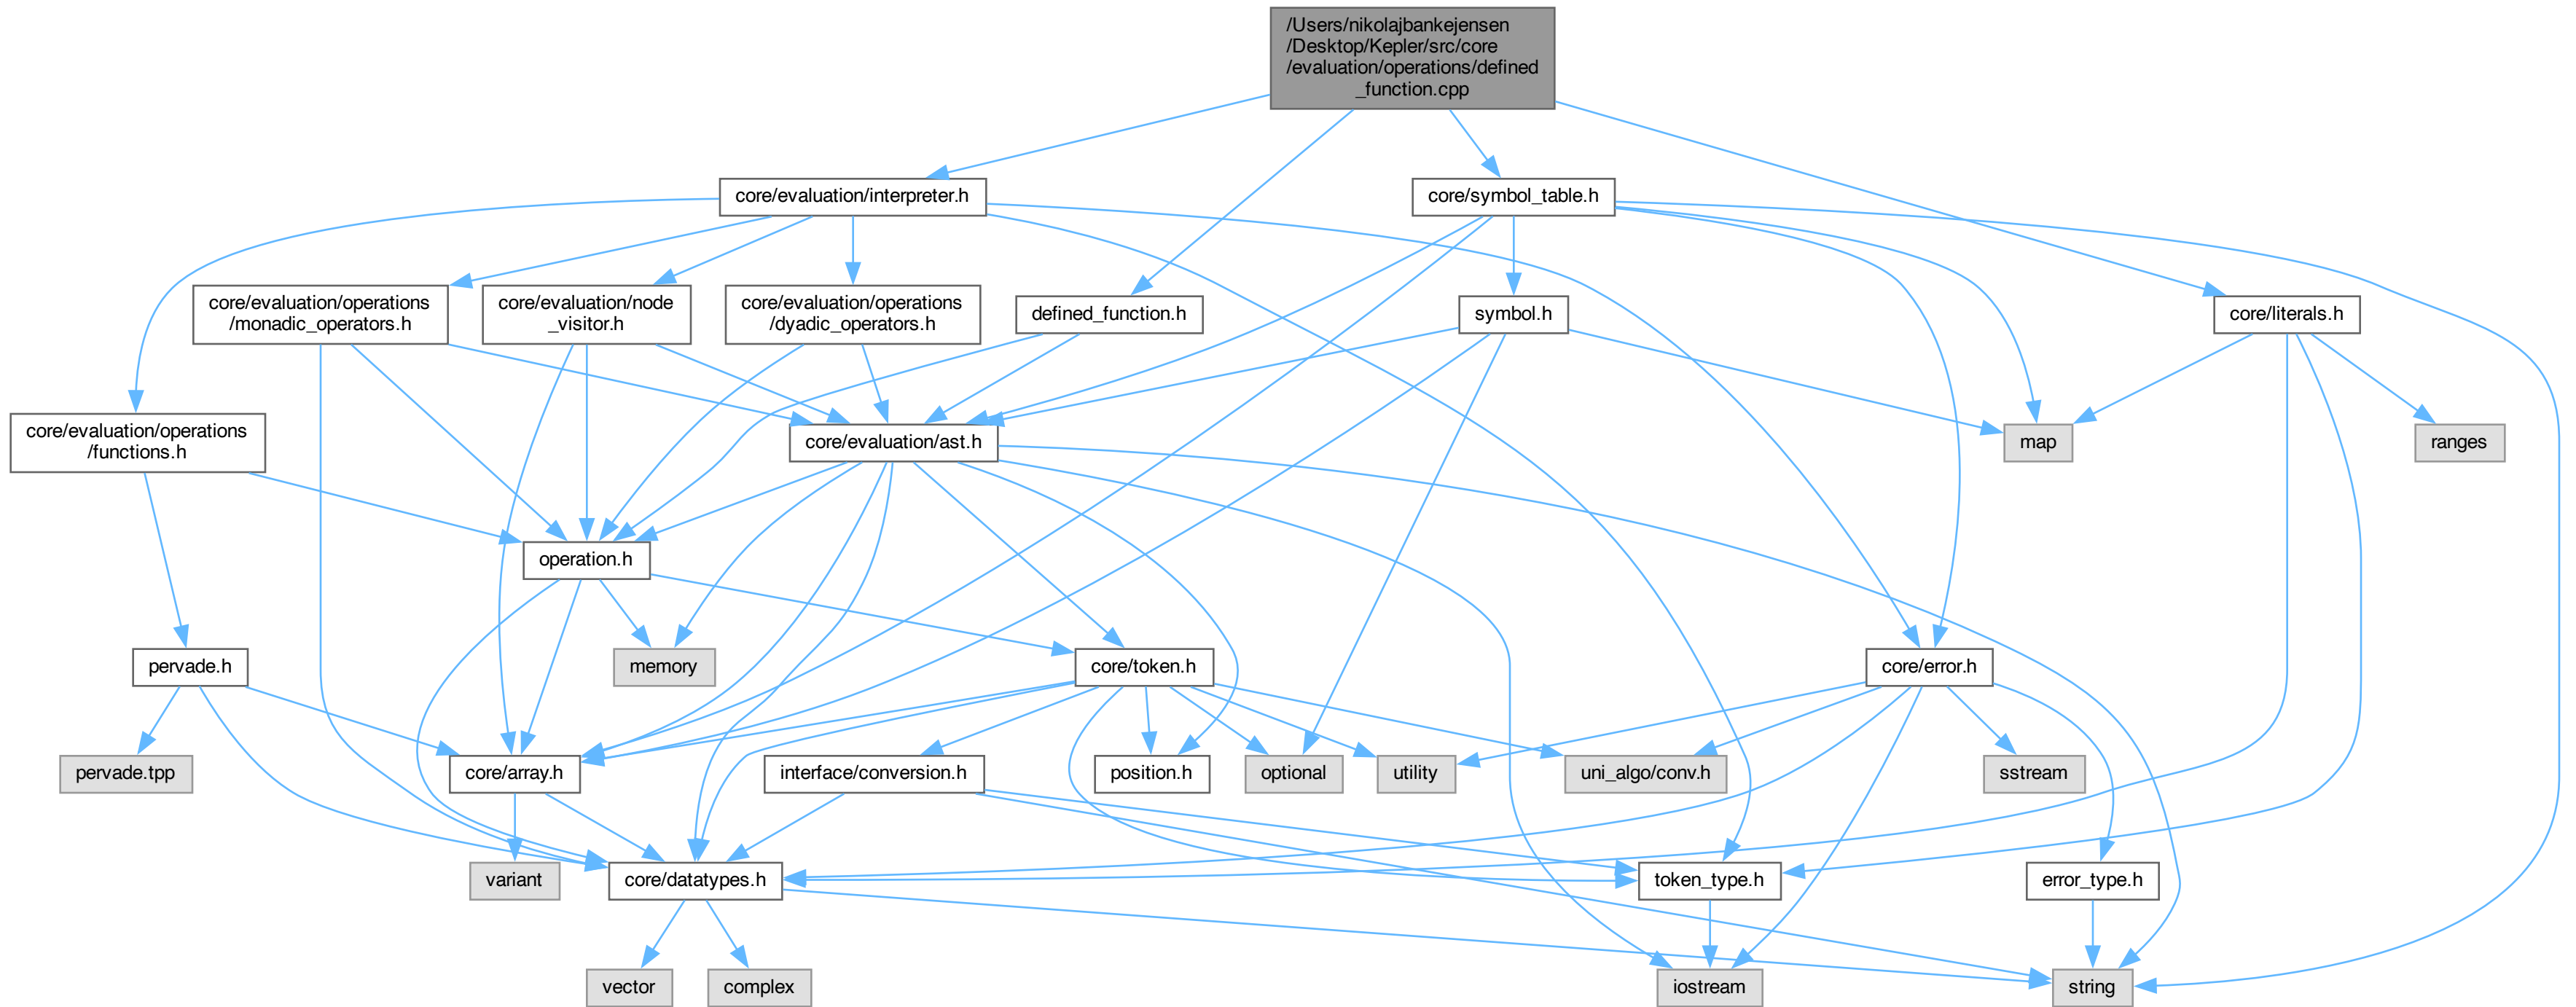 /Users/nikolajbankejensen
/Desktop/Kepler/src/core
/evaluation/operations/defined
_function.cpp
core/evaluation/interpreter.h
core/symbol_table.h
core/evaluation/operations
/monadic_operators.h
core/evaluation/node
_visitor.h
core/evaluation/operations
/dyadic_operators.h
defined_function.h
symbol.h
core/literals.h
core/evaluation/operations
/functions.h
core/evaluation/ast.h
map
ranges
operation.h
pervade.h
memory
core/token.h
core/error.h
pervade.tpp
core/array.h
interface/conversion.h
position.h
optional
utility
uni_algo/conv.h
sstream
variant
core/datatypes.h
token_type.h
error_type.h
vector
complex
iostream
string